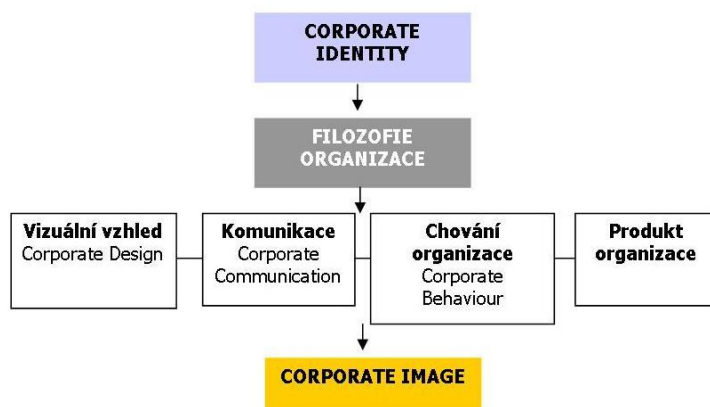 CORPORATE
IDENTITY
FILOZOFIE
ORGANIZACE
Vizuální vzhled
Corporate Design
Komunikace
Corporate
Communication
Chování
organizace
Corporate
Behaviour
Produkt
organizace
CORPORATE IMAGE